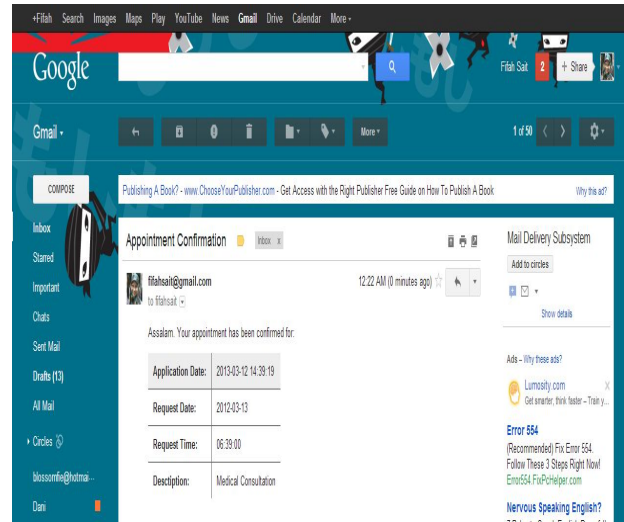 +Fifah Search Images Maps Play YouTube News Gmail Drive Calendar More
Google
Fifah Sait 2 + Share
Gmail
More
1 of 50
COMPOSE
Publishing A Book? - www.ChooseYourPublisher.com - Get Access with the Right Publisher Free Guide on How To Publish A Book Why this ad?
Inbox
Starred
Important
Chats
Sent Mail
Drafts (13)
All Mail
Circles
blossomfie@hotmai...
Dani
Appointment Confirmation Inbox x
fifahsait@gmail.com 12:22 AM (0 minutes ago)
to fifahsait
Assalam. Your appointment has been confirmed for:
Application Date: 2013-03-12 14:39:19
Request Date: 2012-03-13
Request Time: 06:39:00
Desctiption: Medical Consultation
Mail Delivery Subsystem
Add to circles
Show details
Ads – Why these ads?
Lumosity.com
Get smarter, think faster – Train y...
Error 554
(Recommended) Fix Error 554.
Follow These 3 Steps Right Now!
Error554.FixPcHelper.com
Nervous Speaking English?